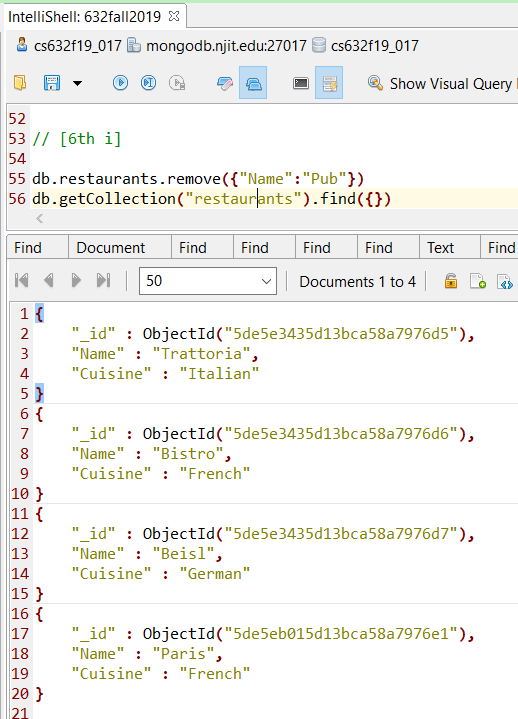 IntelliShell: 632fall2019
cs632f19_017 mongodb.njit.edu:27017 cs632f19_017
Show Visual Query
52
53 // [6th i]
54
55 db.restaurants.remove({"Name":"Pub"})
56 db.getCollection("restaurants").find({})
Find Document Find Find Find Find Text Find
50 Documents 1 to 4
1 {
2 "_id" : ObjectId("5de5e3435d13bca58a7976d5"),
3 "Name" : "Trattoria",
4 "Cuisine" : "Italian"
5 }
6 {
7 "_id" : ObjectId("5de5e3435d13bca58a7976d6"),
8 "Name" : "Bistro",
9 "Cuisine" : "French"
10 }
11 {
12 "_id" : ObjectId("5de5e3435d13bca58a7976d7"),
13 "Name" : "Beisl",
14 "Cuisine" : "German"
15 }
16 {
17 "_id" : ObjectId("5de5eb015d13bca58a7976e1"),
18 "Name" : "Paris",
19 "Cuisine" : "French"
20 }
21